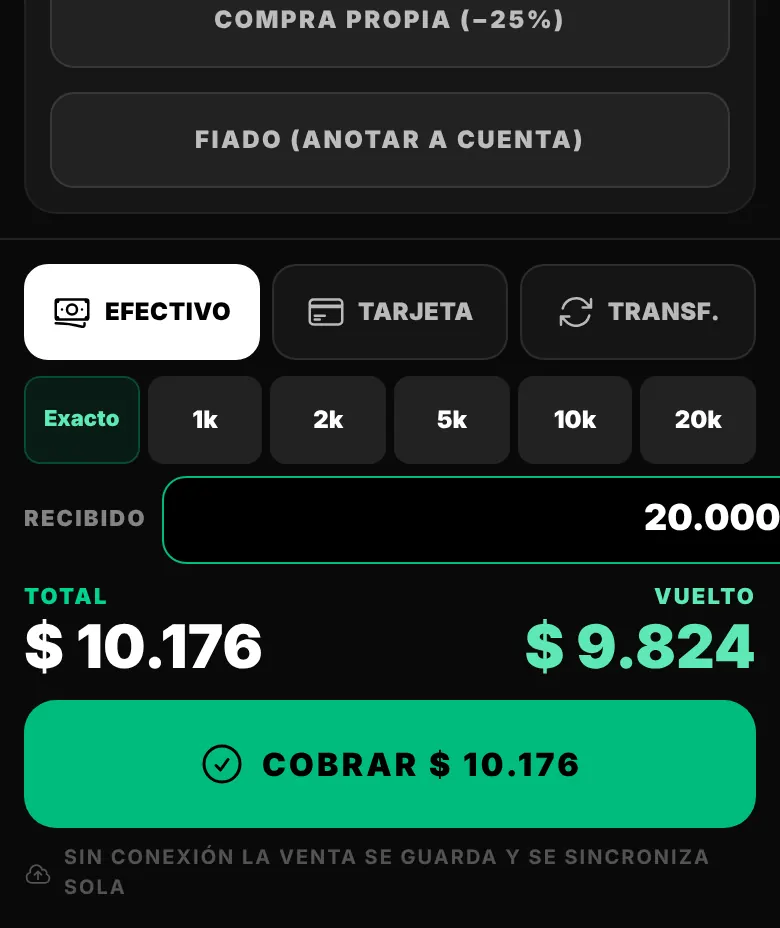 COMPRA PROPIA (−25%)
FIADO (ANOTAR A CUENTA)
EFECTIVO
TARJETA
TRANSF.
Exacto
1k
2k
5k
10k
20k
RECIBIDO
20.000
TOTAL
VUELTO
$ 10.176
$ 9.824
COBRAR $ 10.176
SIN CONEXIÓN LA VENTA SE GUARDA Y SE SINCRONIZA
SOLA